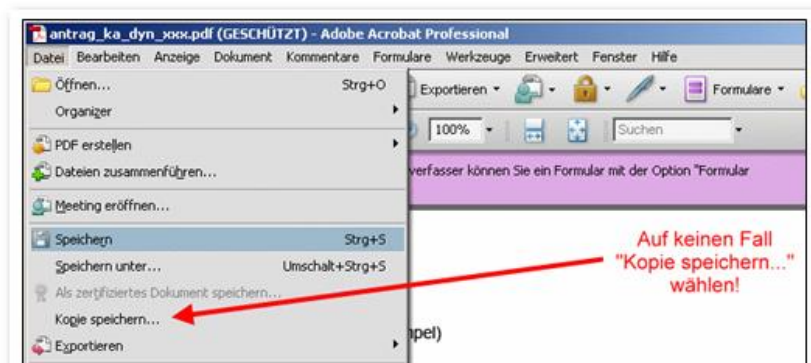 antrag_ka_dyn_xxx.pdf (GESCHÜTZT) - Adobe Acrobat Professional
Datei Bearbeiten Anzeige Dokument Kommentare Formulare Werkzeuge Erweitert Fenster Hilfe
Öffnen... Strg+O
Exportieren
Formulare
Organizer
100%
Suchen
PDF erstellen
Dateien zusammenführen...
verfasser können Sie ein Formular mit der Option "Formular
Meeting eröffnen...
Speichern Strg+S
Auf keinen Fall
Speichern unter... Umschalt+Strg+S
"Kopie speichern..."
wählen!
Als zertifiziertes Dokument speichern...
Kopie speichern...
Exportieren
mpel)